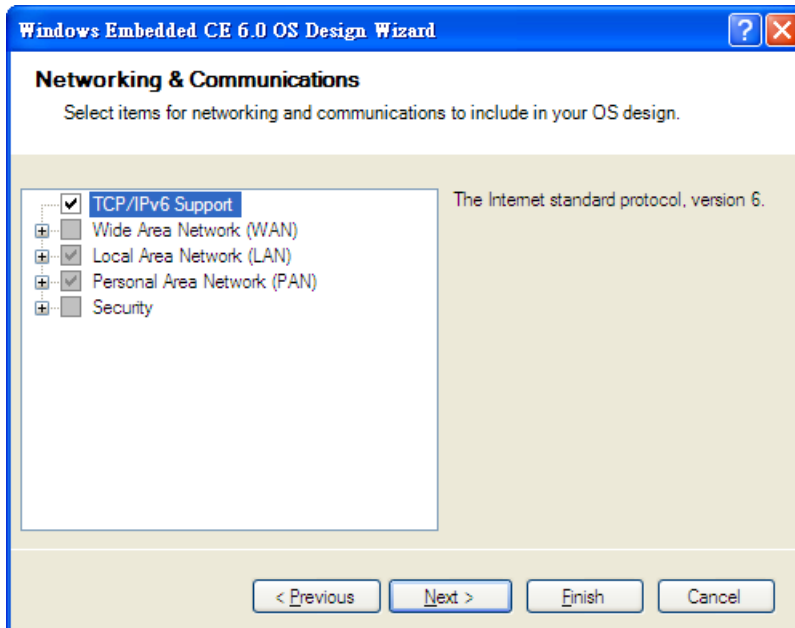 Windows Embedded CE 6.0 OS Design Wizard
Networking & Communications
Select items for networking and communications to include in your OS design.
TCP/IPv6 Support
Wide Area Network (WAN)
Local Area Network (LAN)
Personal Area Network (PAN)
Security
The Internet standard protocol, version 6.
< Previous
Next >
Finish
Cancel